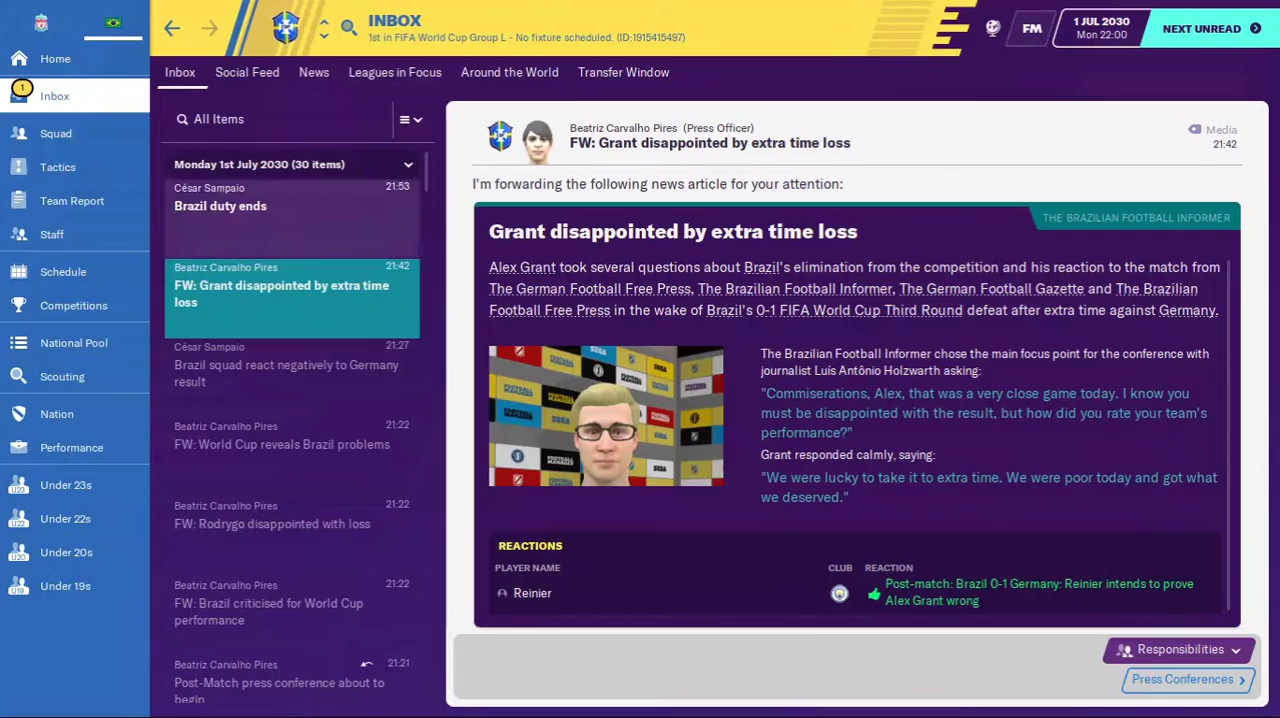 INBOX
1st in FIFA World Cup Group L - No fixture scheduled. (ID:1915415497)
FM
1 JUL 2030
Mon 22:00
NEXT UNREAD
Home
1
Inbox
Squad
Tactics
Team Report
Staff
Schedule
Competitions
National Pool
Scouting
Nation
Performance
U23
Under 23s
U22
Under 22s
U20
Under 20s
U19
Under 19s
Inbox
Social Feed
News
Leagues in Focus
Around the World
Transfer Window
All Items
Monday 1st July 2030 (30 items)
César Sampaio 21:53
Brazil duty ends
Beatriz Carvalho Pires 21:42
FW: Grant disappointed by extra time
loss
César Sampaio 21:27
Brazil squad react negatively to Germany
result
Beatriz Carvalho Pires 21:22
FW: World Cup reveals Brazil problems
Beatriz Carvalho Pires 21:22
FW: Rodrygo disappointed with loss
Beatriz Carvalho Pires 21:22
FW: Brazil criticised for World Cup
performance
Beatriz Carvalho Pires 21:21
Post-Match press conference about to
begin
Beatriz Carvalho Pires (Press Officer)
FW: Grant disappointed by extra time loss
Media
21:42
I'm forwarding the following news article for your attention:
THE BRAZILIAN FOOTBALL INFORMER
Grant disappointed by extra time loss
Alex Grant took several questions about Brazil's elimination from the competition and his reaction to the match from
The German Football Free Press, The Brazilian Football Informer, The German Football Gazette and The Brazilian
Football Free Press in the wake of Brazil's 0-1 FIFA World Cup Third Round defeat after extra time against Germany.
SEGA
FOOTBALL
MANAGER
The Brazilian Football Informer chose the main focus point for the conference with
journalist Luís Antônio Holzwarth asking:
"Commiserations, Alex, that was a very close game today. I know you
must be disappointed with the result, but how did you rate your team's
performance?"
Grant responded calmly, saying:
"We were lucky to take it to extra time. We were poor today and got what
we deserved."
REACTIONS
PLAYER NAME CLUB REACTION
Reinier
Post-match: Brazil 0-1 Germany: Reinier intends to prove
Alex Grant wrong
Responsibilities
Press Conferences